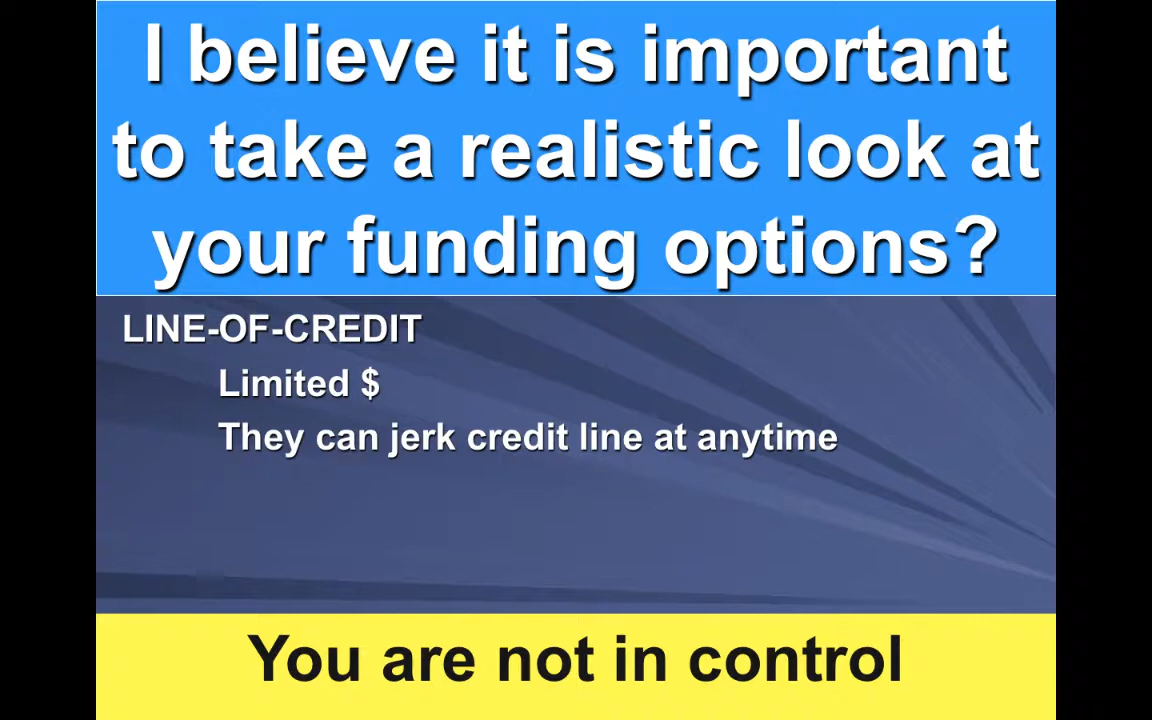 I believe it is important
to take a realistic look at
your funding options?
LINE-OF-CREDIT
Limited $
They can jerk credit line at anytime
You are not in control